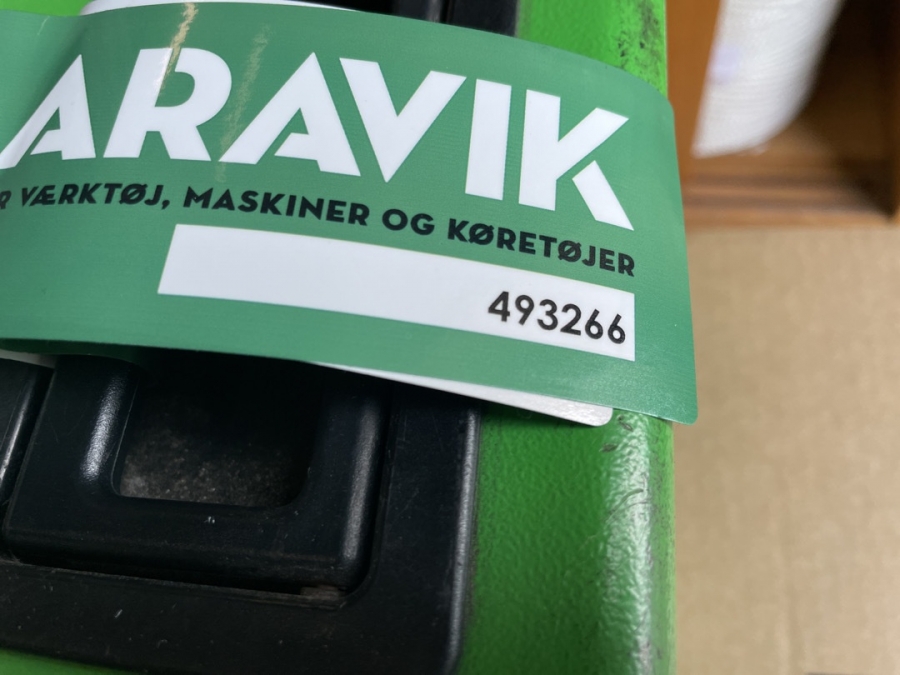 ARAVIK
R VÆRKTØJ, MASKINER OG KØRETØJER
493266